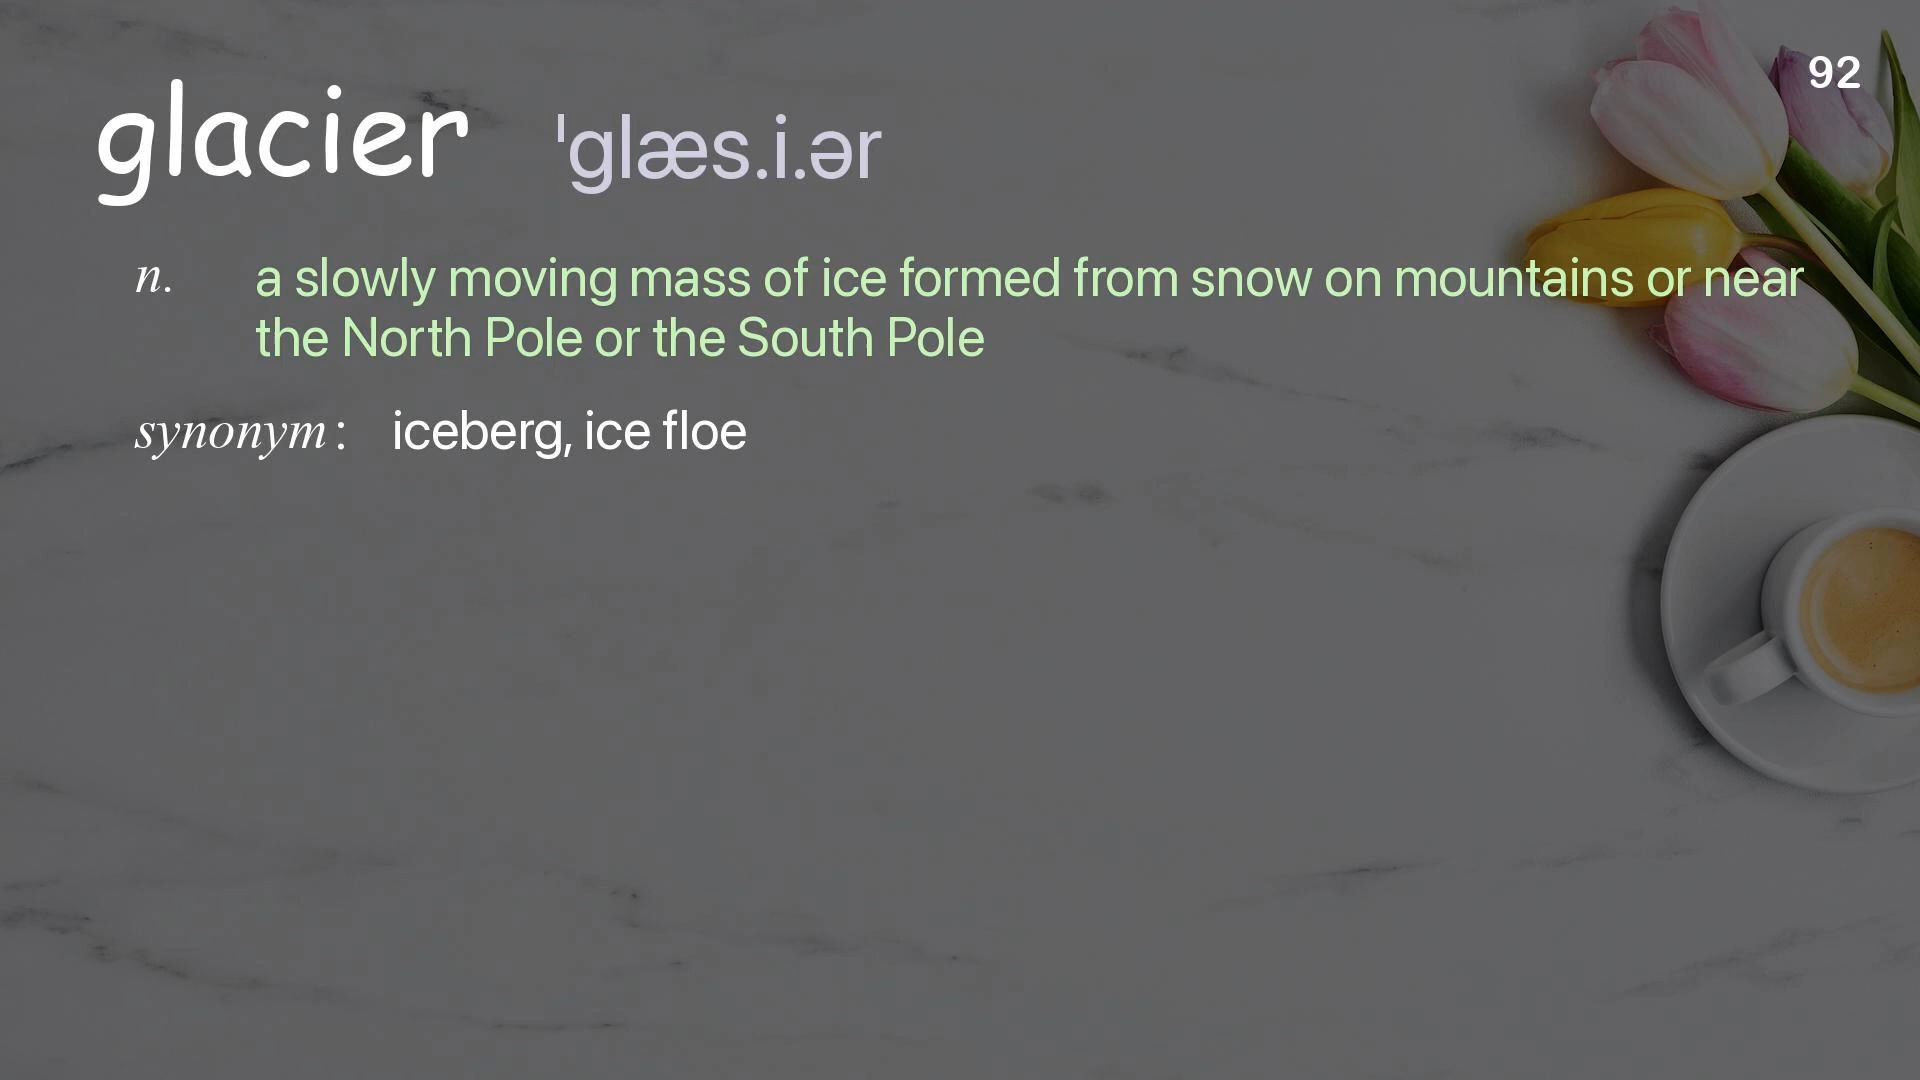 92
glacier ˈglæs.i.ər
n. a slowly moving mass of ice formed from snow on mountains or near
the North Pole or the South Pole
synonym: iceberg, ice floe